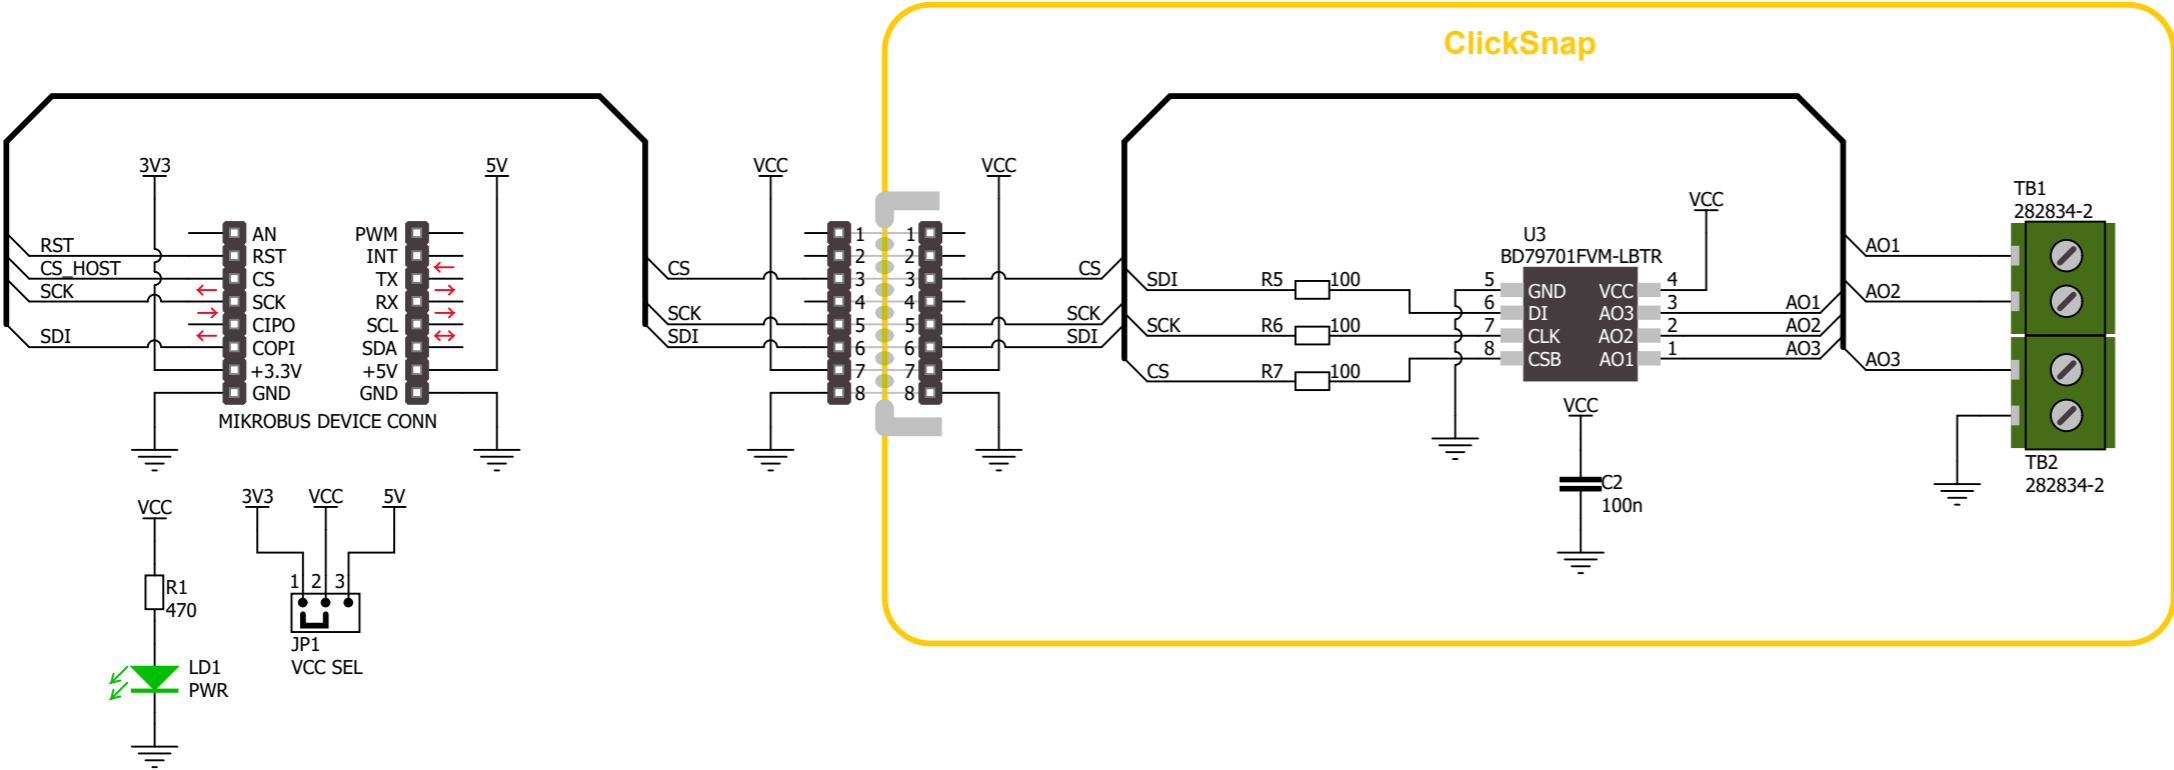 ClickSnap
3V3
5V
VCC
VCC
RST
CS_HOST
SCK
SDI
AN
RST
CS
SCK
CIPO
COPI
+3.3V
GND
PWM
INT
TX
RX
SCL
SDA
+5V
GND
MIKROBUS DEVICE CONN
CS
SCK
SDI
1 1
2 2
3 3
4 4
5 5
6 6
7 7
8 8
CS
SCK
SDI
SDI
SCK
CS
R5 100
R6 100
R7 100
U3
BD79701FVM-LBTR
5 GND VCC 4
6 DI AO3 3
7 CLK AO2 2
8 CSB AO1 1
VCC
AO1
AO2
AO3
AO1
AO2
AO3
TB1
282834-2
TB2
282834-2
VCC
C2
100n
VCC
R1
470
LD1
PWR
3V3 VCC 5V
1 2 3
JP1
VCC SEL